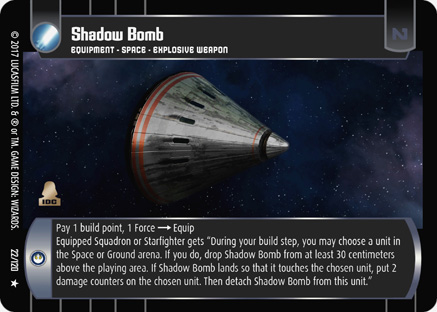 Shadow Bomb
EQUIPMENT - SPACE - EXPLOSIVE WEAPON
N
© 2017 LUCASFILM LTD. & ® or TM. GAME DESIGN: WIZARDS.
IDC
72/120
Pay 1 build point, 1 Force → Equip
Equipped Squadron or Starfighter gets “During your build step, you may choose a unit in
the Space or Ground arena. If you do, drop Shadow Bomb from at least 30 centimeters
above the playing area. If Shadow Bomb lands so that it touches the chosen unit, put 2
damage counters on the chosen unit. Then detach Shadow Bomb from this unit.”